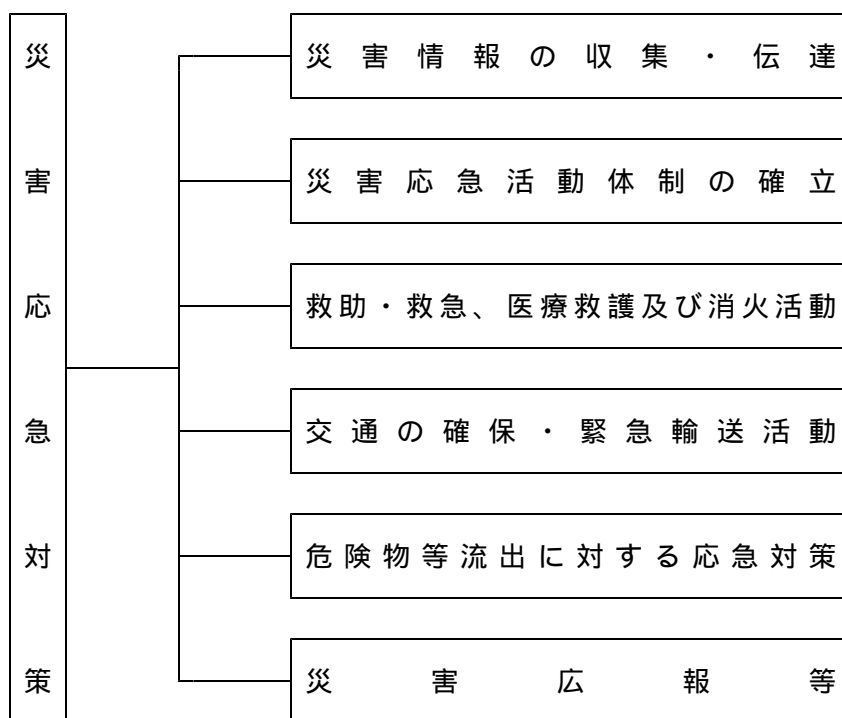 災害応急対策
災害情報の収集・伝達
災害応急活動体制の確立
救助・救急、医療救護及び消火活動
交通の確保・緊急輸送活動
危険物等流出に対する応急対策
災害広報等